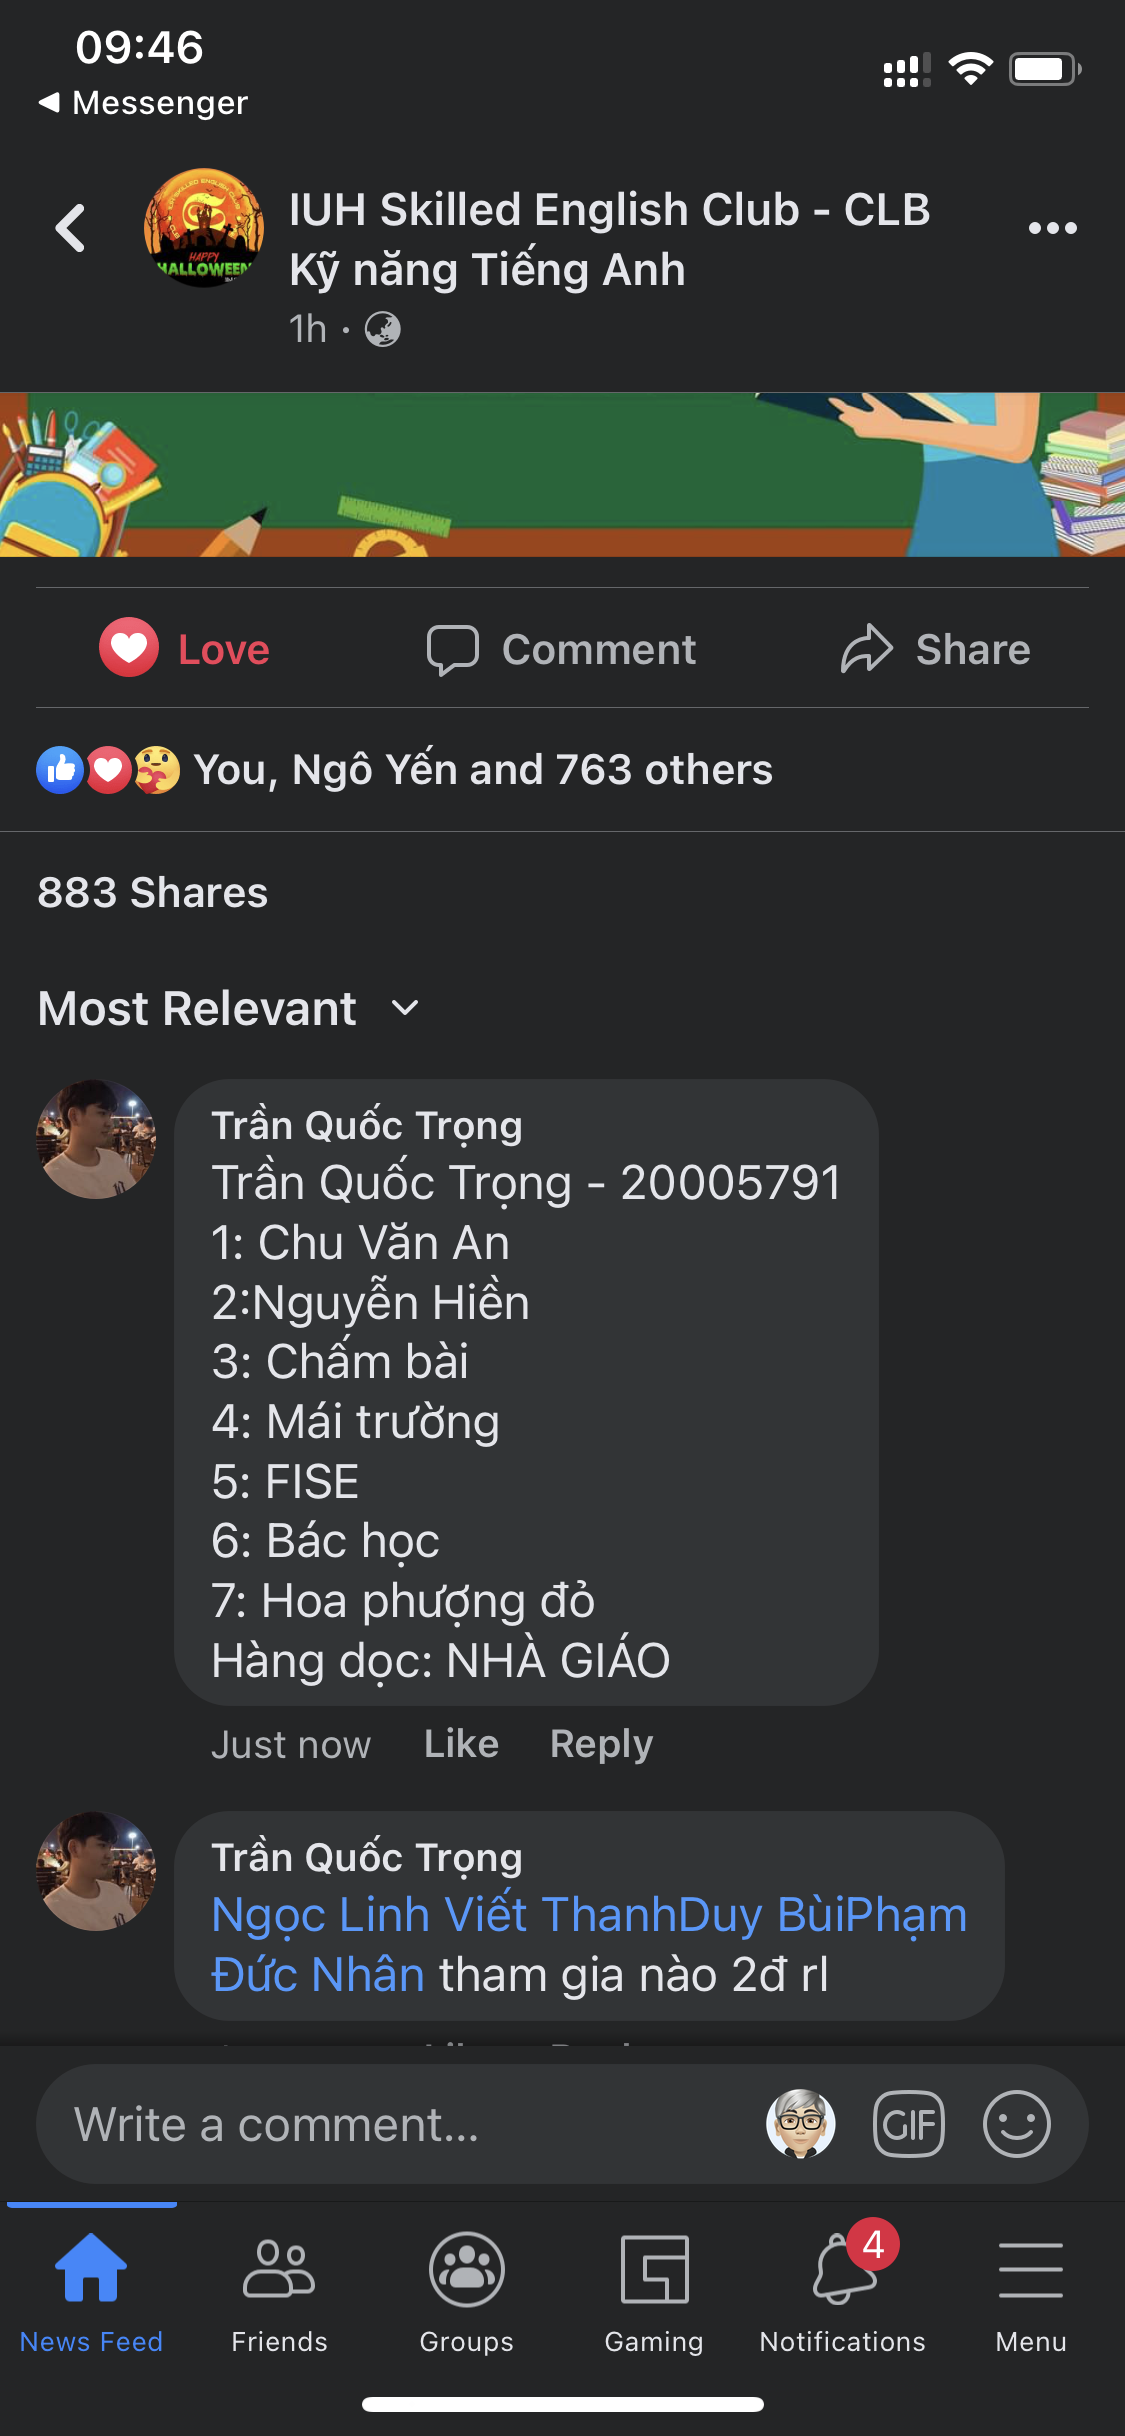 09:46
Messenger
IUH Skilled English Club - CLB
Kỹ năng Tiếng Anh
1h ·
HAPPY
HALLOWEEN
Love
Comment
Share
You, Ngô Yến and 763 others
883 Shares
Most Relevant
Trần Quốc Trọng
Trần Quốc Trọng - 20005791
1: Chu Văn An
2:Nguyễn Hiền
3: Chấm bài
4: Mái trường
5: FISE
6: Bác học
7: Hoa phượng đỏ
Hàng dọc: NHÀ GIÁO
Just now
Like
Reply
Trần Quốc Trọng
Ngọc Linh Viết ThanhDuy BùiPhạm
Đức Nhân tham gia nào 2đ rl
Write a comment...
GIF
4
News Feed
Friends
Groups
Gaming
Notifications
Menu